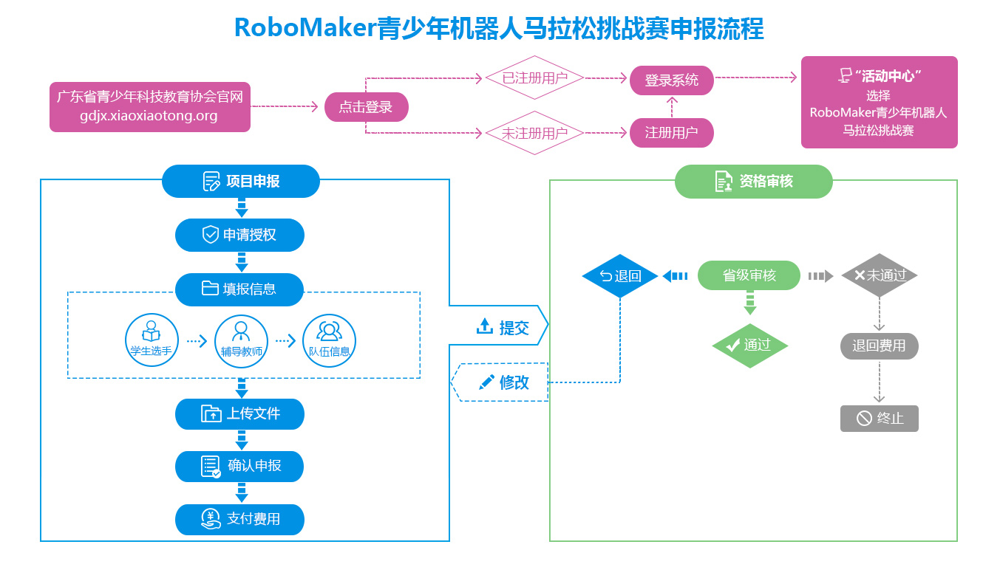 RoboMaker青少年机器人马拉松挑战赛申报流程
广东省青少年科技教育协会官网
gdjx.xiaoxiaotong.org
点击登录
已注册用户
未注册用户
登录系统
注册用户
“活动中心”
选择
RoboMaker青少年机器人
马拉松挑战赛
项目申报
申请授权
填报信息
学生选手
辅导教师
队伍信息
上传文件
确认申报
支付费用
提交
修改
资格审核
退回
省级审核
未通过
通过
退回费用
终止